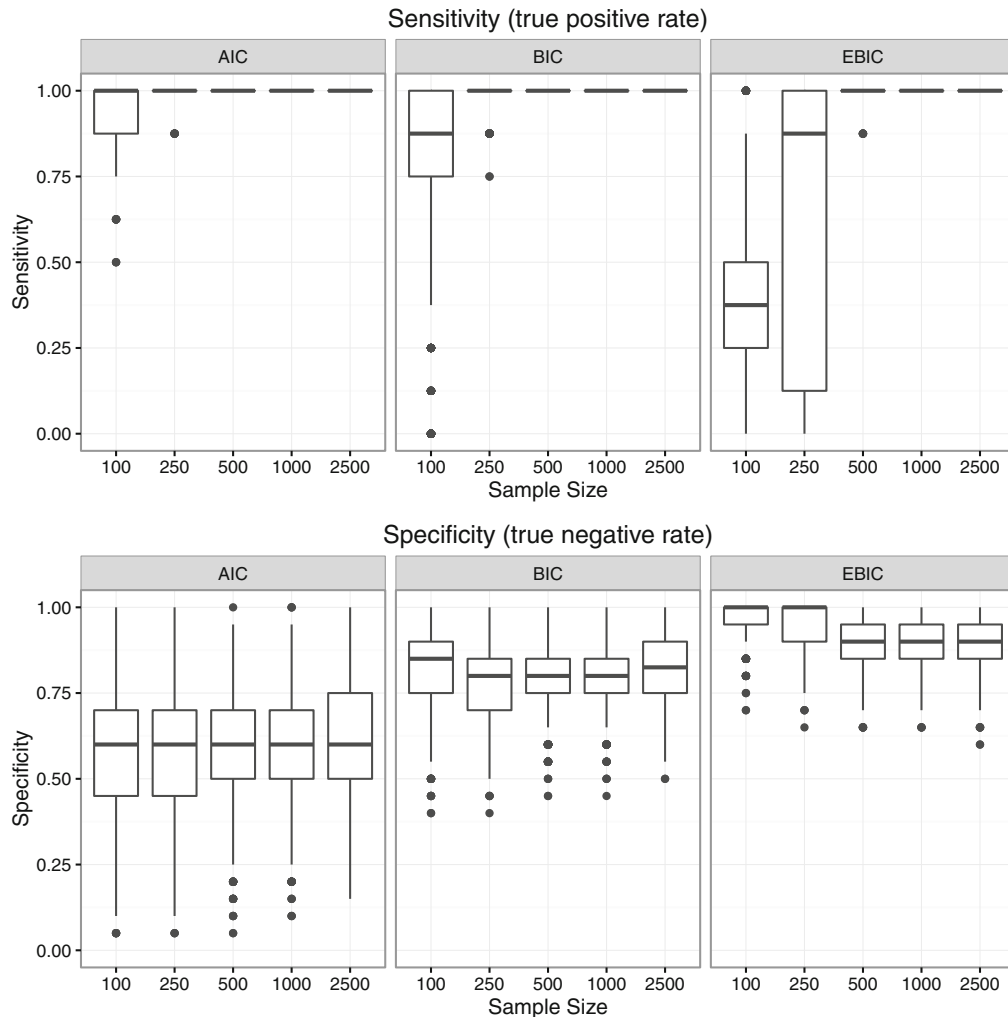 Sensitivity (true positive rate)
AIC BIC EBIC
Sensitivity
1.00
0.75
0.50
0.25
0.00
100 250 500 1000 2500 100 250 500 1000 2500 100 250 500 1000 2500
Sample Size
Specificity (true negative rate)
AIC BIC EBIC
Specificity
1.00
0.75
0.50
0.25
0.00
100 250 500 1000 2500 100 250 500 1000 2500 100 250 500 1000 2500
Sample Size